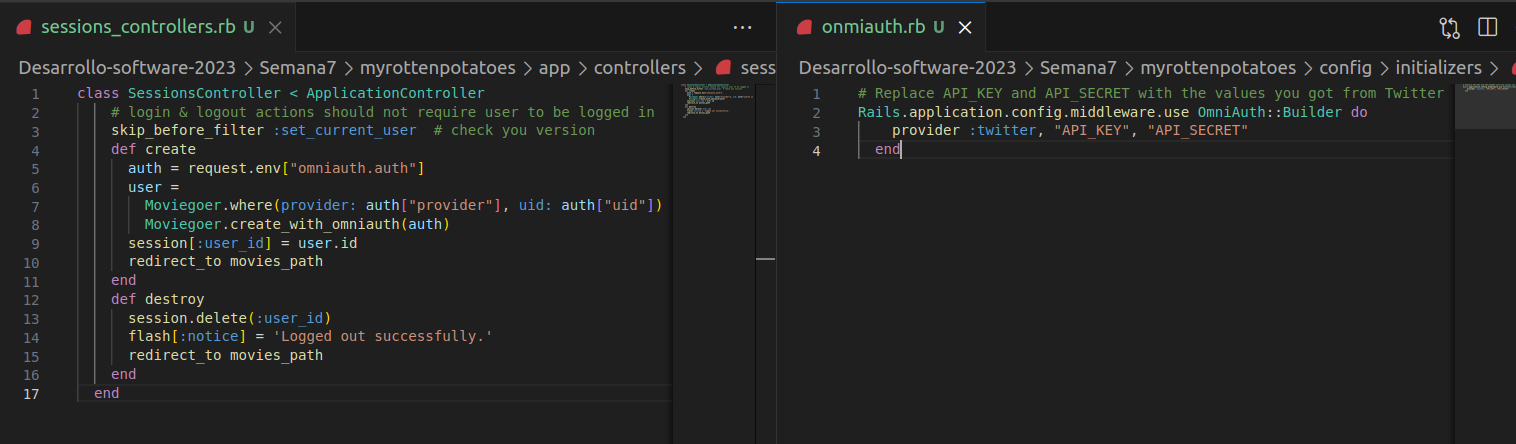 sessions_controllers.rb U
Desarrollo-software-2023 > Semana7 > myrottenpotatoes > app > controllers > sess
1 class SessionsController < ApplicationController
2 # login & logout actions should not require user to be logged in
3 skip_before_filter :set_current_user  # check you version
4 def create
5 auth = request.env["omniauth.auth"]
6 user =
7 Moviegoer.where(provider: auth["provider"], uid: auth["uid"])
8 Moviegoer.create_with_omniauth(auth)
9 session[:user_id] = user.id
10 redirect_to movies_path
11 end
12 def destroy
13 session.delete(:user_id)
14 flash[:notice] = 'Logged out successfully.'
15 redirect_to movies_path
16 end
17 end
onmiauth.rb U
Desarrollo-software-2023 > Semana7 > myrottenpotatoes > config > initializers >
1 # Replace API_KEY and API_SECRET with the values you got from Twitter
2 Rails.application.config.middleware.use OmniAuth::Builder do
3 provider :twitter, "API_KEY", "API_SECRET"
4 end